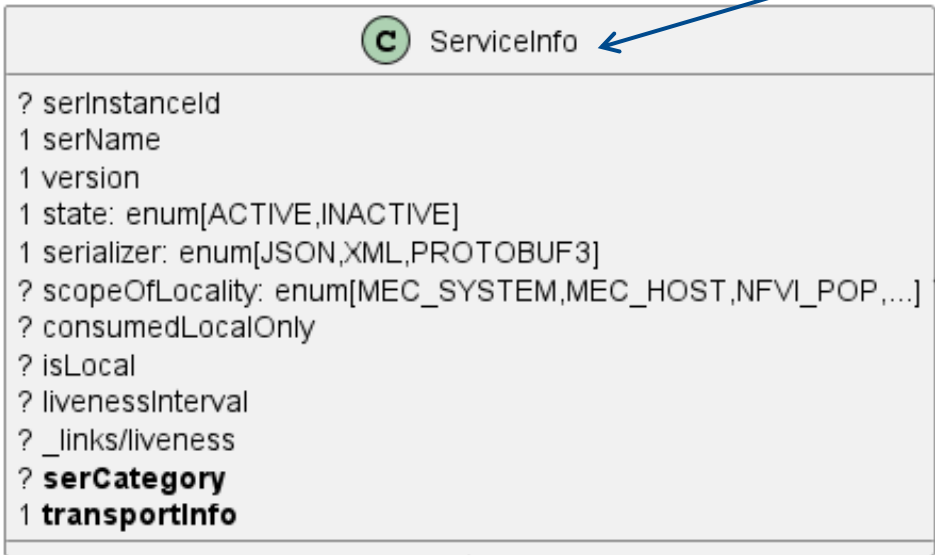 C ServiceInfo
? serInstanceId
1 serName
1 version
1 state: enum[ACTIVE,INACTIVE]
1 serializer: enum[JSON,XML,PROTOBUF3]
? scopeOfLocality: enum[MEC_SYSTEM,MEC_HOST,NFVI_POP,...]
? consumedLocalOnly
? isLocal
? livenessInterval
? _links/liveness
? serCategory
1 transportInfo